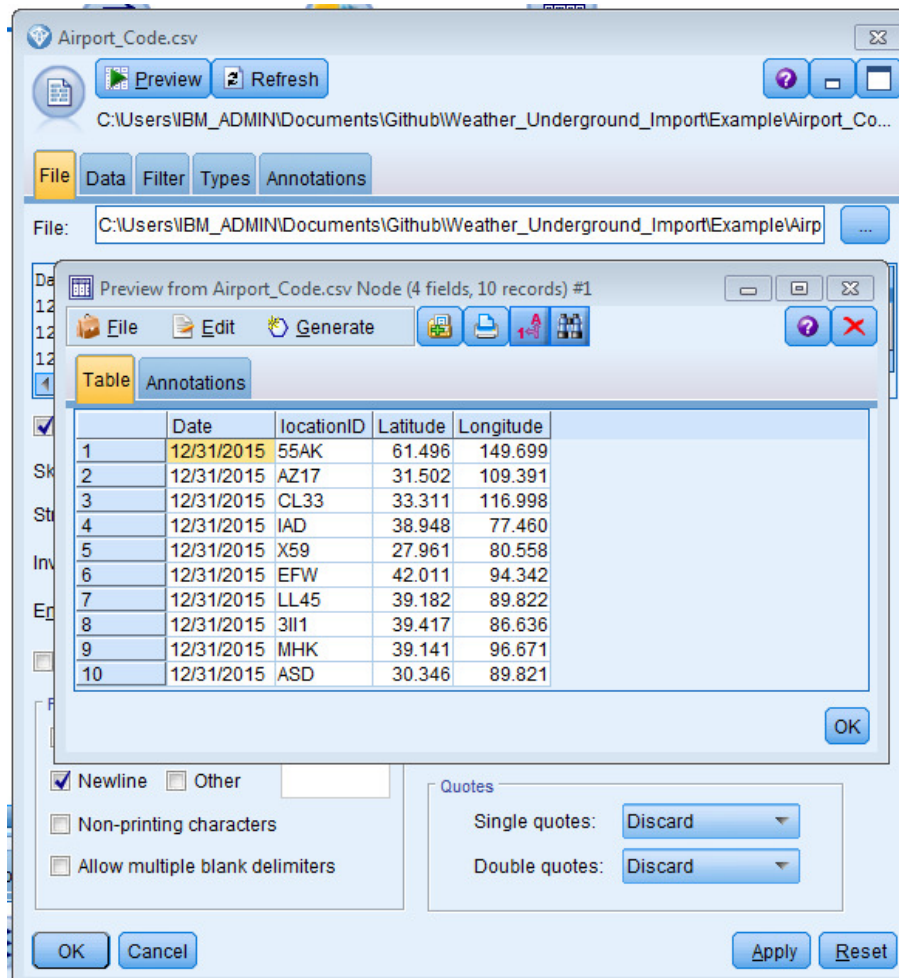 Airport_Code.csv
Preview Refresh
C:\Users\IBM_ADMIN\Documents\Github\Weather_Underground_Import\Example\Airport_Co...
File Data Filter Types Annotations
File: C:\Users\IBM_ADMIN\Documents\Github\Weather_Underground_Import\Example\Airp ...
Preview from Airport_Code.csv Node (4 fields, 10 records) #1
File Edit Generate
Table Annotations
Date locationID Latitude Longitude
1 12/31/2015 55AK 61.496 149.699
2 12/31/2015 AZ17 31.502 109.391
3 12/31/2015 CL33 33.311 116.998
4 12/31/2015 IAD 38.948 77.460
5 12/31/2015 X59 27.961 80.558
6 12/31/2015 EFW 42.011 94.342
7 12/31/2015 LL45 39.182 89.822
8 12/31/2015 3II1 39.417 86.636
9 12/31/2015 MHK 39.141 96.671
10 12/31/2015 ASD 30.346 89.821
OK
Newline Other
Non-printing characters
Allow multiple blank delimiters
Quotes
Single quotes: Discard
Double quotes: Discard
OK Cancel Apply Reset